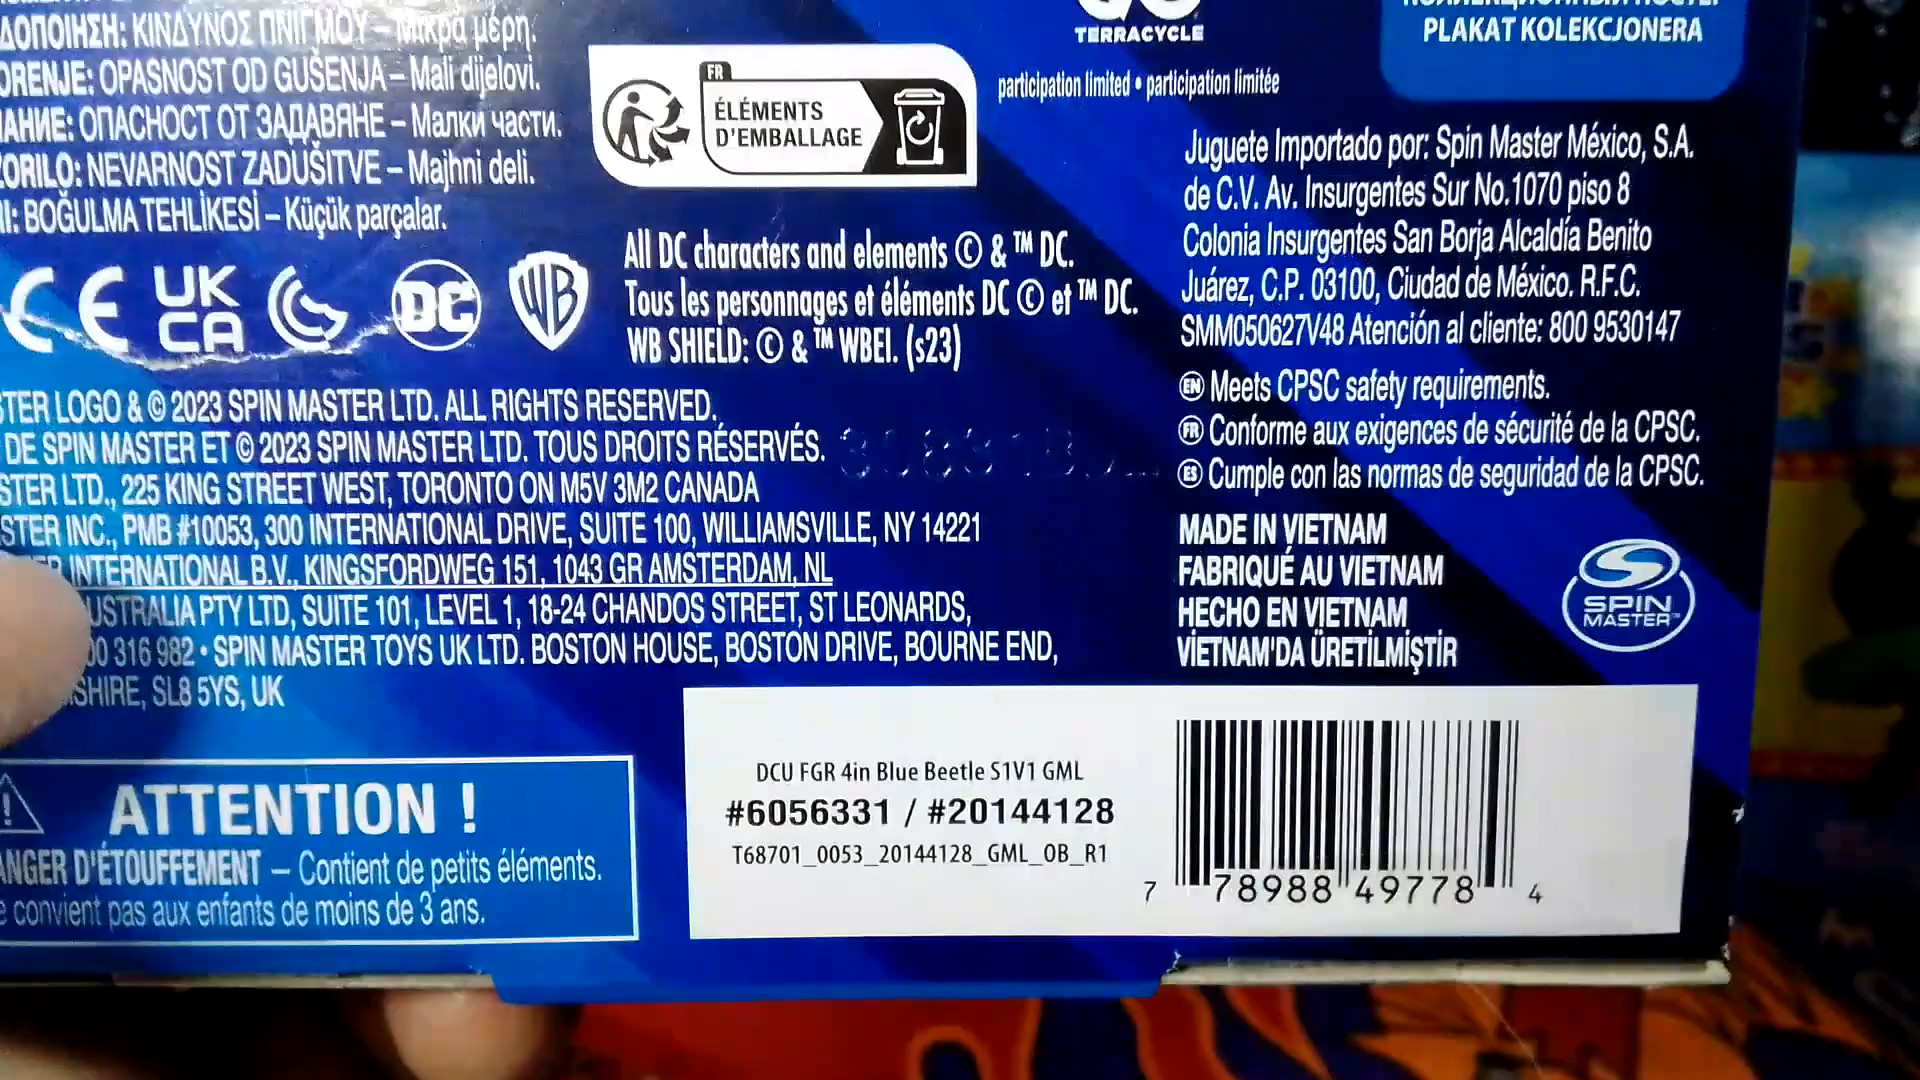 ΔΟΠΟΙΗΣΗ: ΚΙΝΔΥΝΟΣ ΠΝΙΓΜΟΥ – Μικρά μέρη.
ORENJE: OPASNOST OD GUŠENJA – Mali dijelovi.
АНИЕ: ОПАСНОСТ ОТ ЗАДАВЯНЕ – Малки части.
ORILO: NEVARNOST ZADUŠITVE – Majhni deli.
I: BOĞULMA TEHLİKESİ – Küçük parçalar.
FR
ÉLÉMENTS
D'EMBALLAGE
TERRACYCLE
participation limited • participation limitée
PLAKAT KOLEKCJONERA
CE UK CA DC WB
All DC characters and elements © & ™ DC.
Tous les personnages et éléments DC © et ™ DC.
WB SHIELD: © & ™ WBEI. (s23)
Juguete Importado por: Spin Master México, S.A.
de C.V. Av. Insurgentes Sur No.1070 piso 8
Colonia Insurgentes San Borja Alcaldía Benito
Juárez, C.P. 03100, Ciudad de México. R.F.C.
SMM050627V48 Atención al cliente: 800 9530147
EN Meets CPSC safety requirements.
FR Conforme aux exigences de sécurité de la CPSC.
ES Cumple con las normas de seguridad de la CPSC.
STER LOGO & © 2023 SPIN MASTER LTD. ALL RIGHTS RESERVED.
DE SPIN MASTER ET © 2023 SPIN MASTER LTD. TOUS DROITS RÉSERVÉS.
STER LTD., 225 KING STREET WEST, TORONTO ON M5V 3M2 CANADA
STER INC., PMB #10053, 300 INTERNATIONAL DRIVE, SUITE 100, WILLIAMSVILLE, NY 14221
INTERNATIONAL B.V., KINGSFORDWEG 151, 1043 GR AMSTERDAM, NL
USTRALIA PTY LTD, SUITE 101, LEVEL 1, 18-24 CHANDOS STREET, ST LEONARDS,
00 316 982 • SPIN MASTER TOYS UK LTD. BOSTON HOUSE, BOSTON DRIVE, BOURNE END,
SHIRE, SL8 5YS, UK
MADE IN VIETNAM
FABRIQUÉ AU VIETNAM
HECHO EN VIETNAM
VİETNAM'DA ÜRETİLMİŞTİR
SPIN
MASTER™
ATTENTION !
ANGER D'ÉTOUFFEMENT – Contient de petits éléments.
e convient pas aux enfants de moins de 3 ans.
DCU FGR 4in Blue Beetle S1V1 GML
#6056331 / #20144128
T68701_0053_20144128_GML_OB_R1
7 78988 49778 4